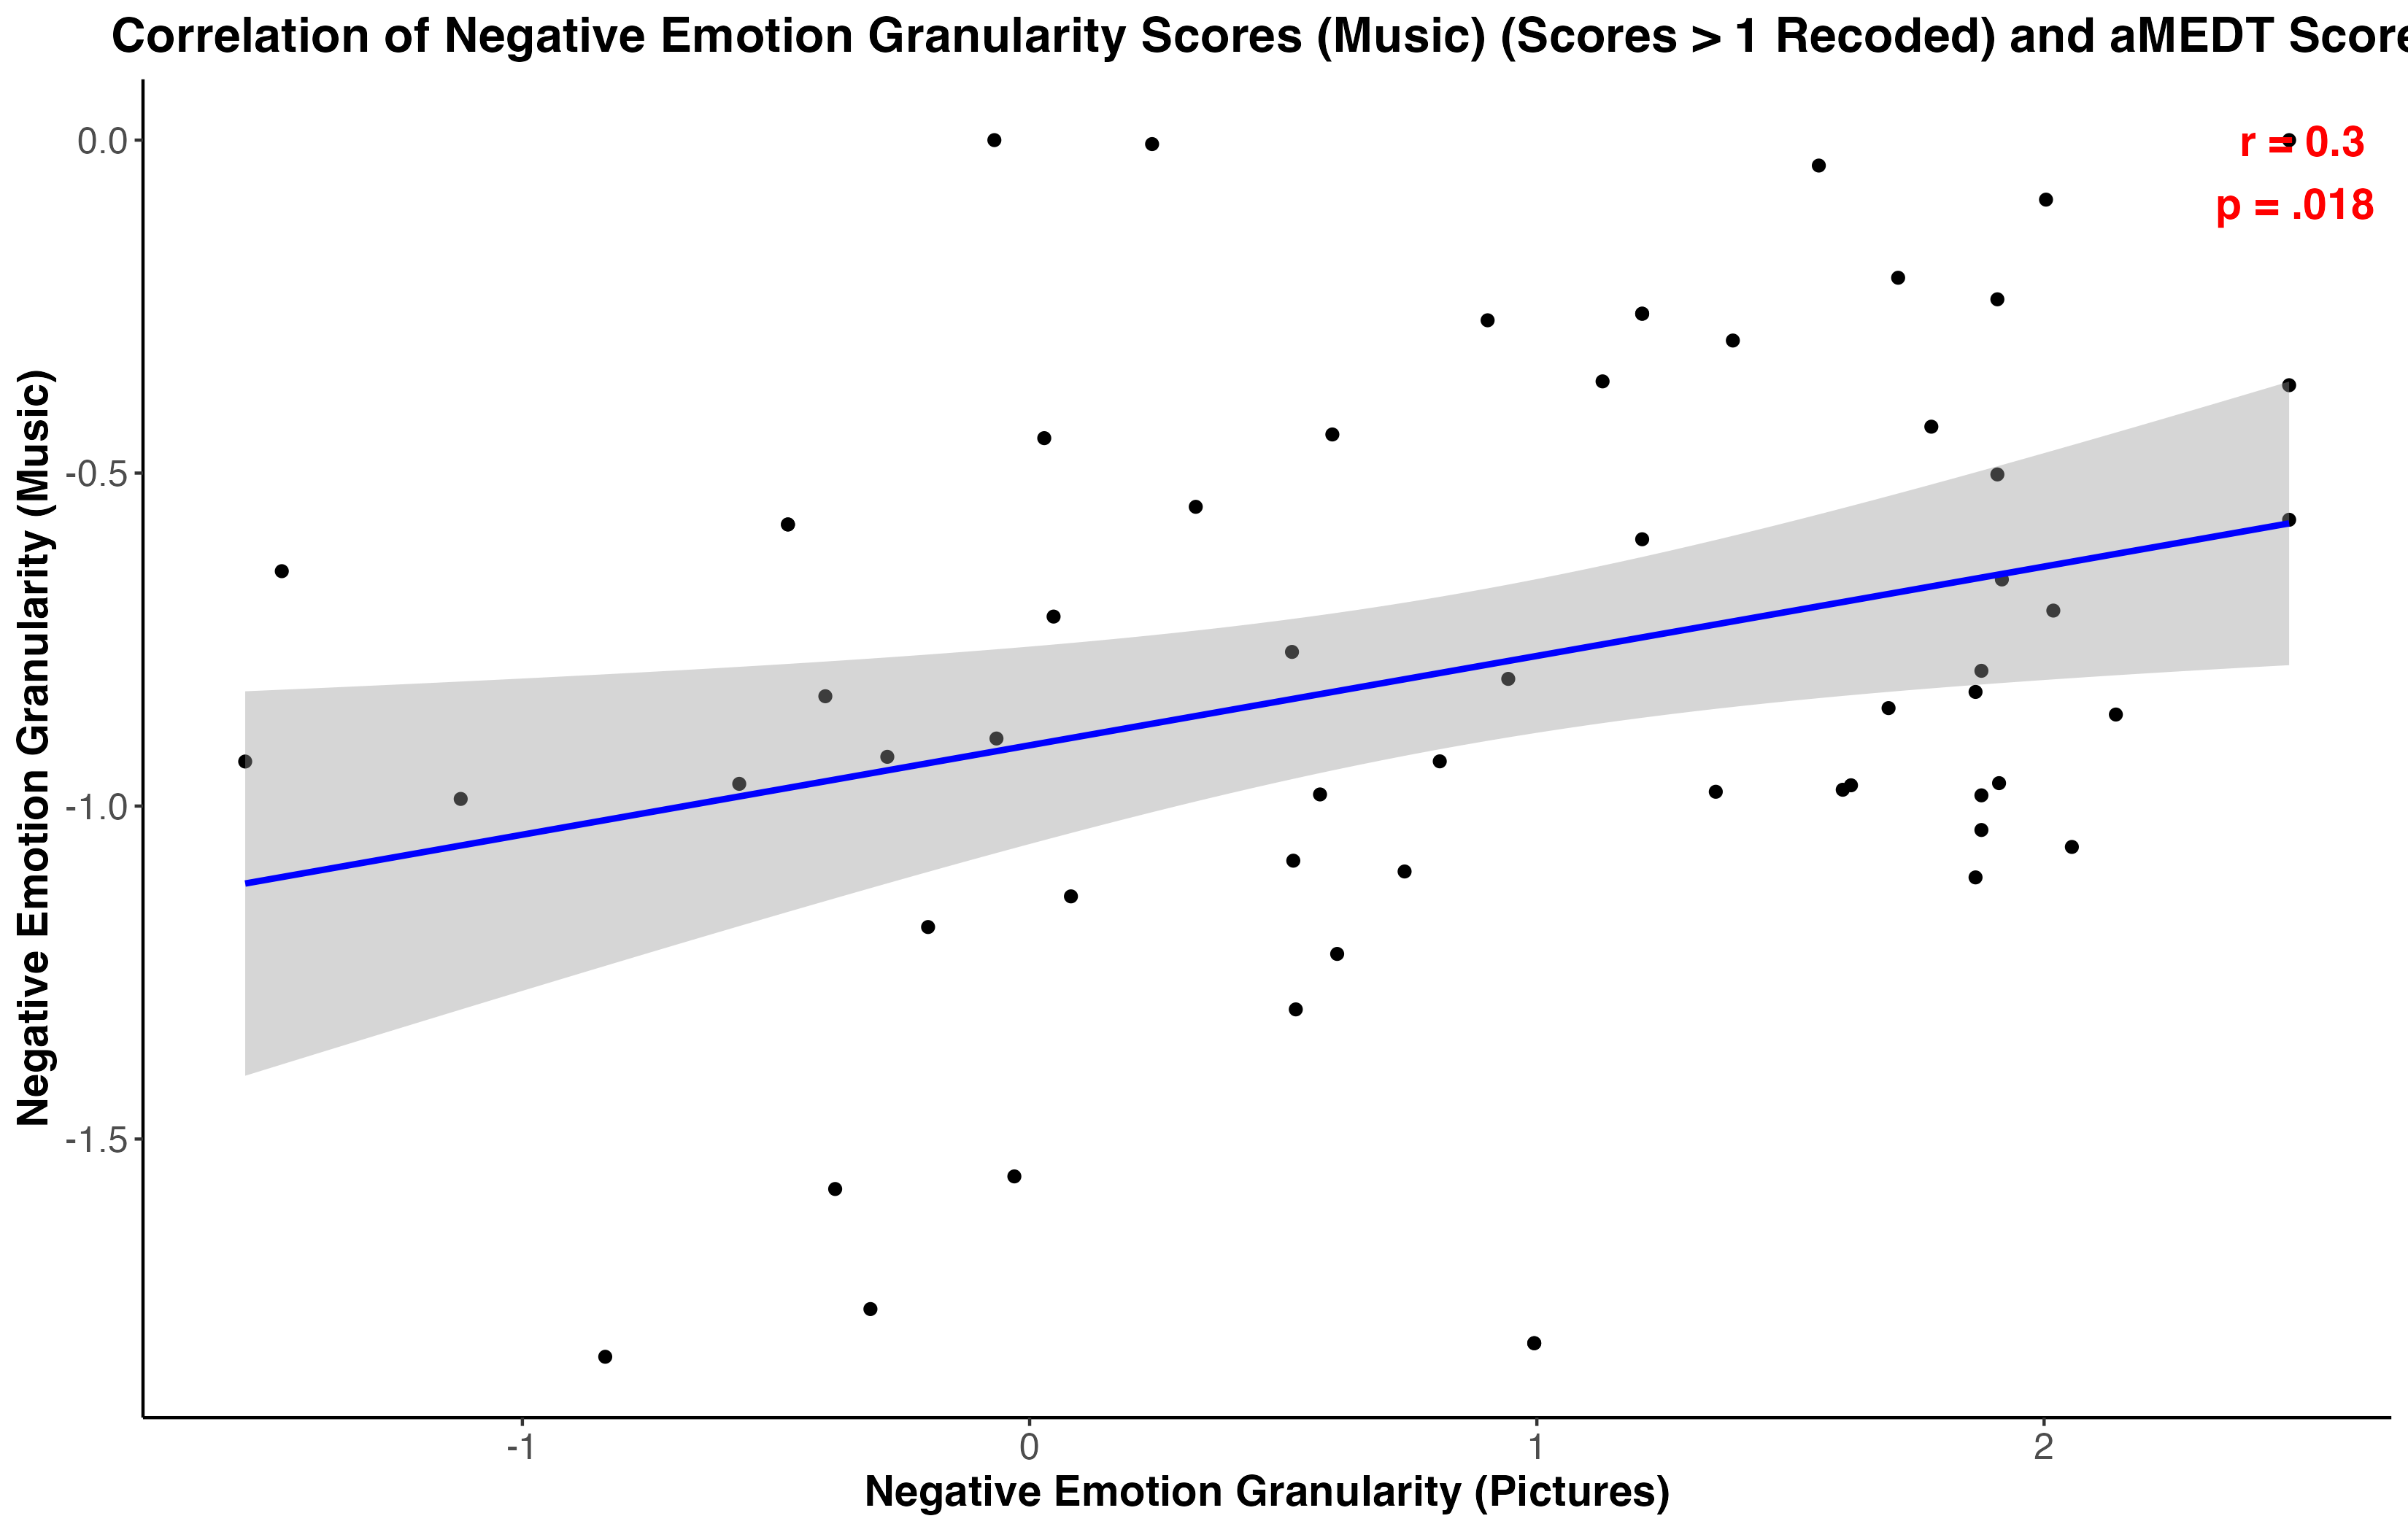 Correlation of Negative Emotion Granularity Scores (Music) (Scores > 1 Recoded) and aMEDT Score
r = 0.3
p = .018
Negative Emotion Granularity (Music)
0.0
-0.5
-1.0
-1.5
-1
0
1
2
Negative Emotion Granularity (Pictures)